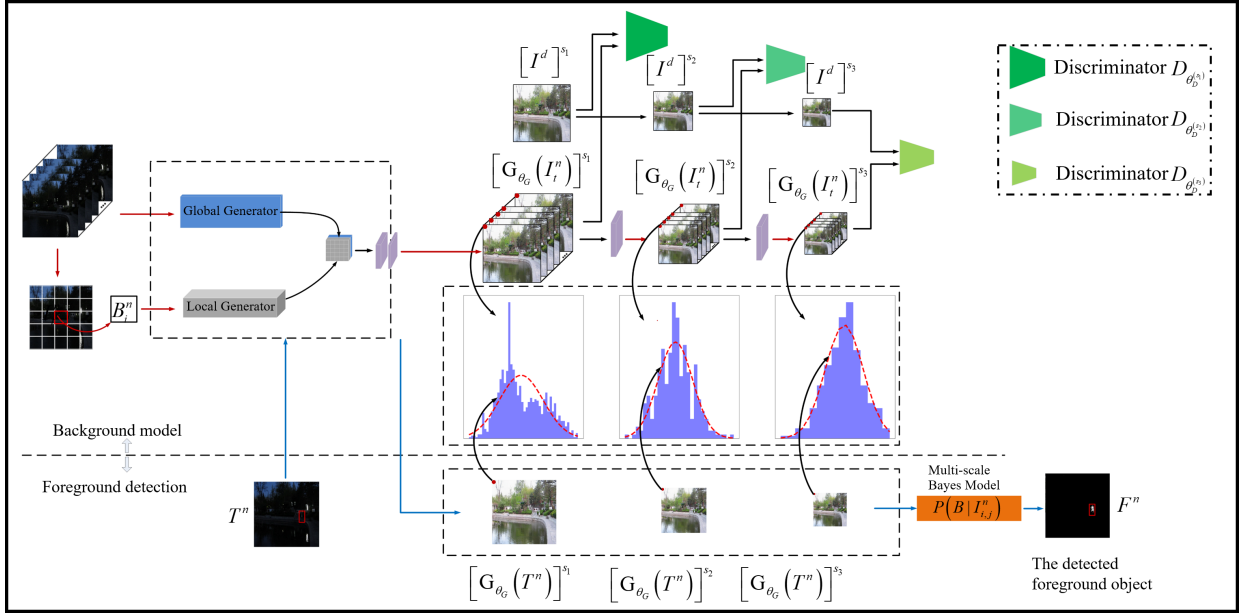 [I^d]^{s_1}
[I^d]^{s_2}
[I^d]^{s_3}
Discriminator D_{θ_D^{(s_1)}}
Discriminator D_{θ_D^{(s_2)}}
Discriminator D_{θ_D^{(s_3)}}
[G_{θ_G}(I_t^n)]^{s_1}
[G_{θ_G}(I_t^n)]^{s_2}
[G_{θ_G}(I_t^n)]^{s_3}
Global Generator
B_i^n
Local Generator
Background model
Foreground detection
T^n
Multi-scale
Bayes Model
P(B|I_{i,j}^n)
F^n
The detected
foreground object
[G_{θ_G}(T^n)]^{s_1}
[G_{θ_G}(T^n)]^{s_2}
[G_{θ_G}(T^n)]^{s_3}